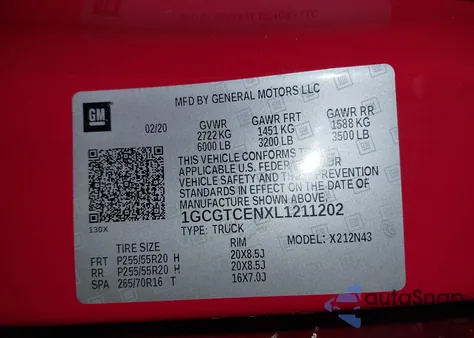 GM
MFD BY GENERAL MOTORS LLC
02/20
GVWR GAWR FRT GAWR RR
2722 KG 1451 KG 1588 KG
6000 LB 3200 LB 3500 LB
THIS VEHICLE CONFORMS TO
APPLICABLE U.S. FEDERAL
VEHICLE SAFETY AND THEFT PREVENTION
STANDARDS IN EFFECT ON THE DATE OF
MANUFACTURE SHOWN ABOVE.
1GCGTCENXL1211202
130X
TYPE: TRUCK
TIRE SIZE RIM MODEL: X212N43
FRT P255/55R20 H 20X8.5J
RR P255/55R20 H 20X8.5J
SPA 265/70R16 T 16X7.0J